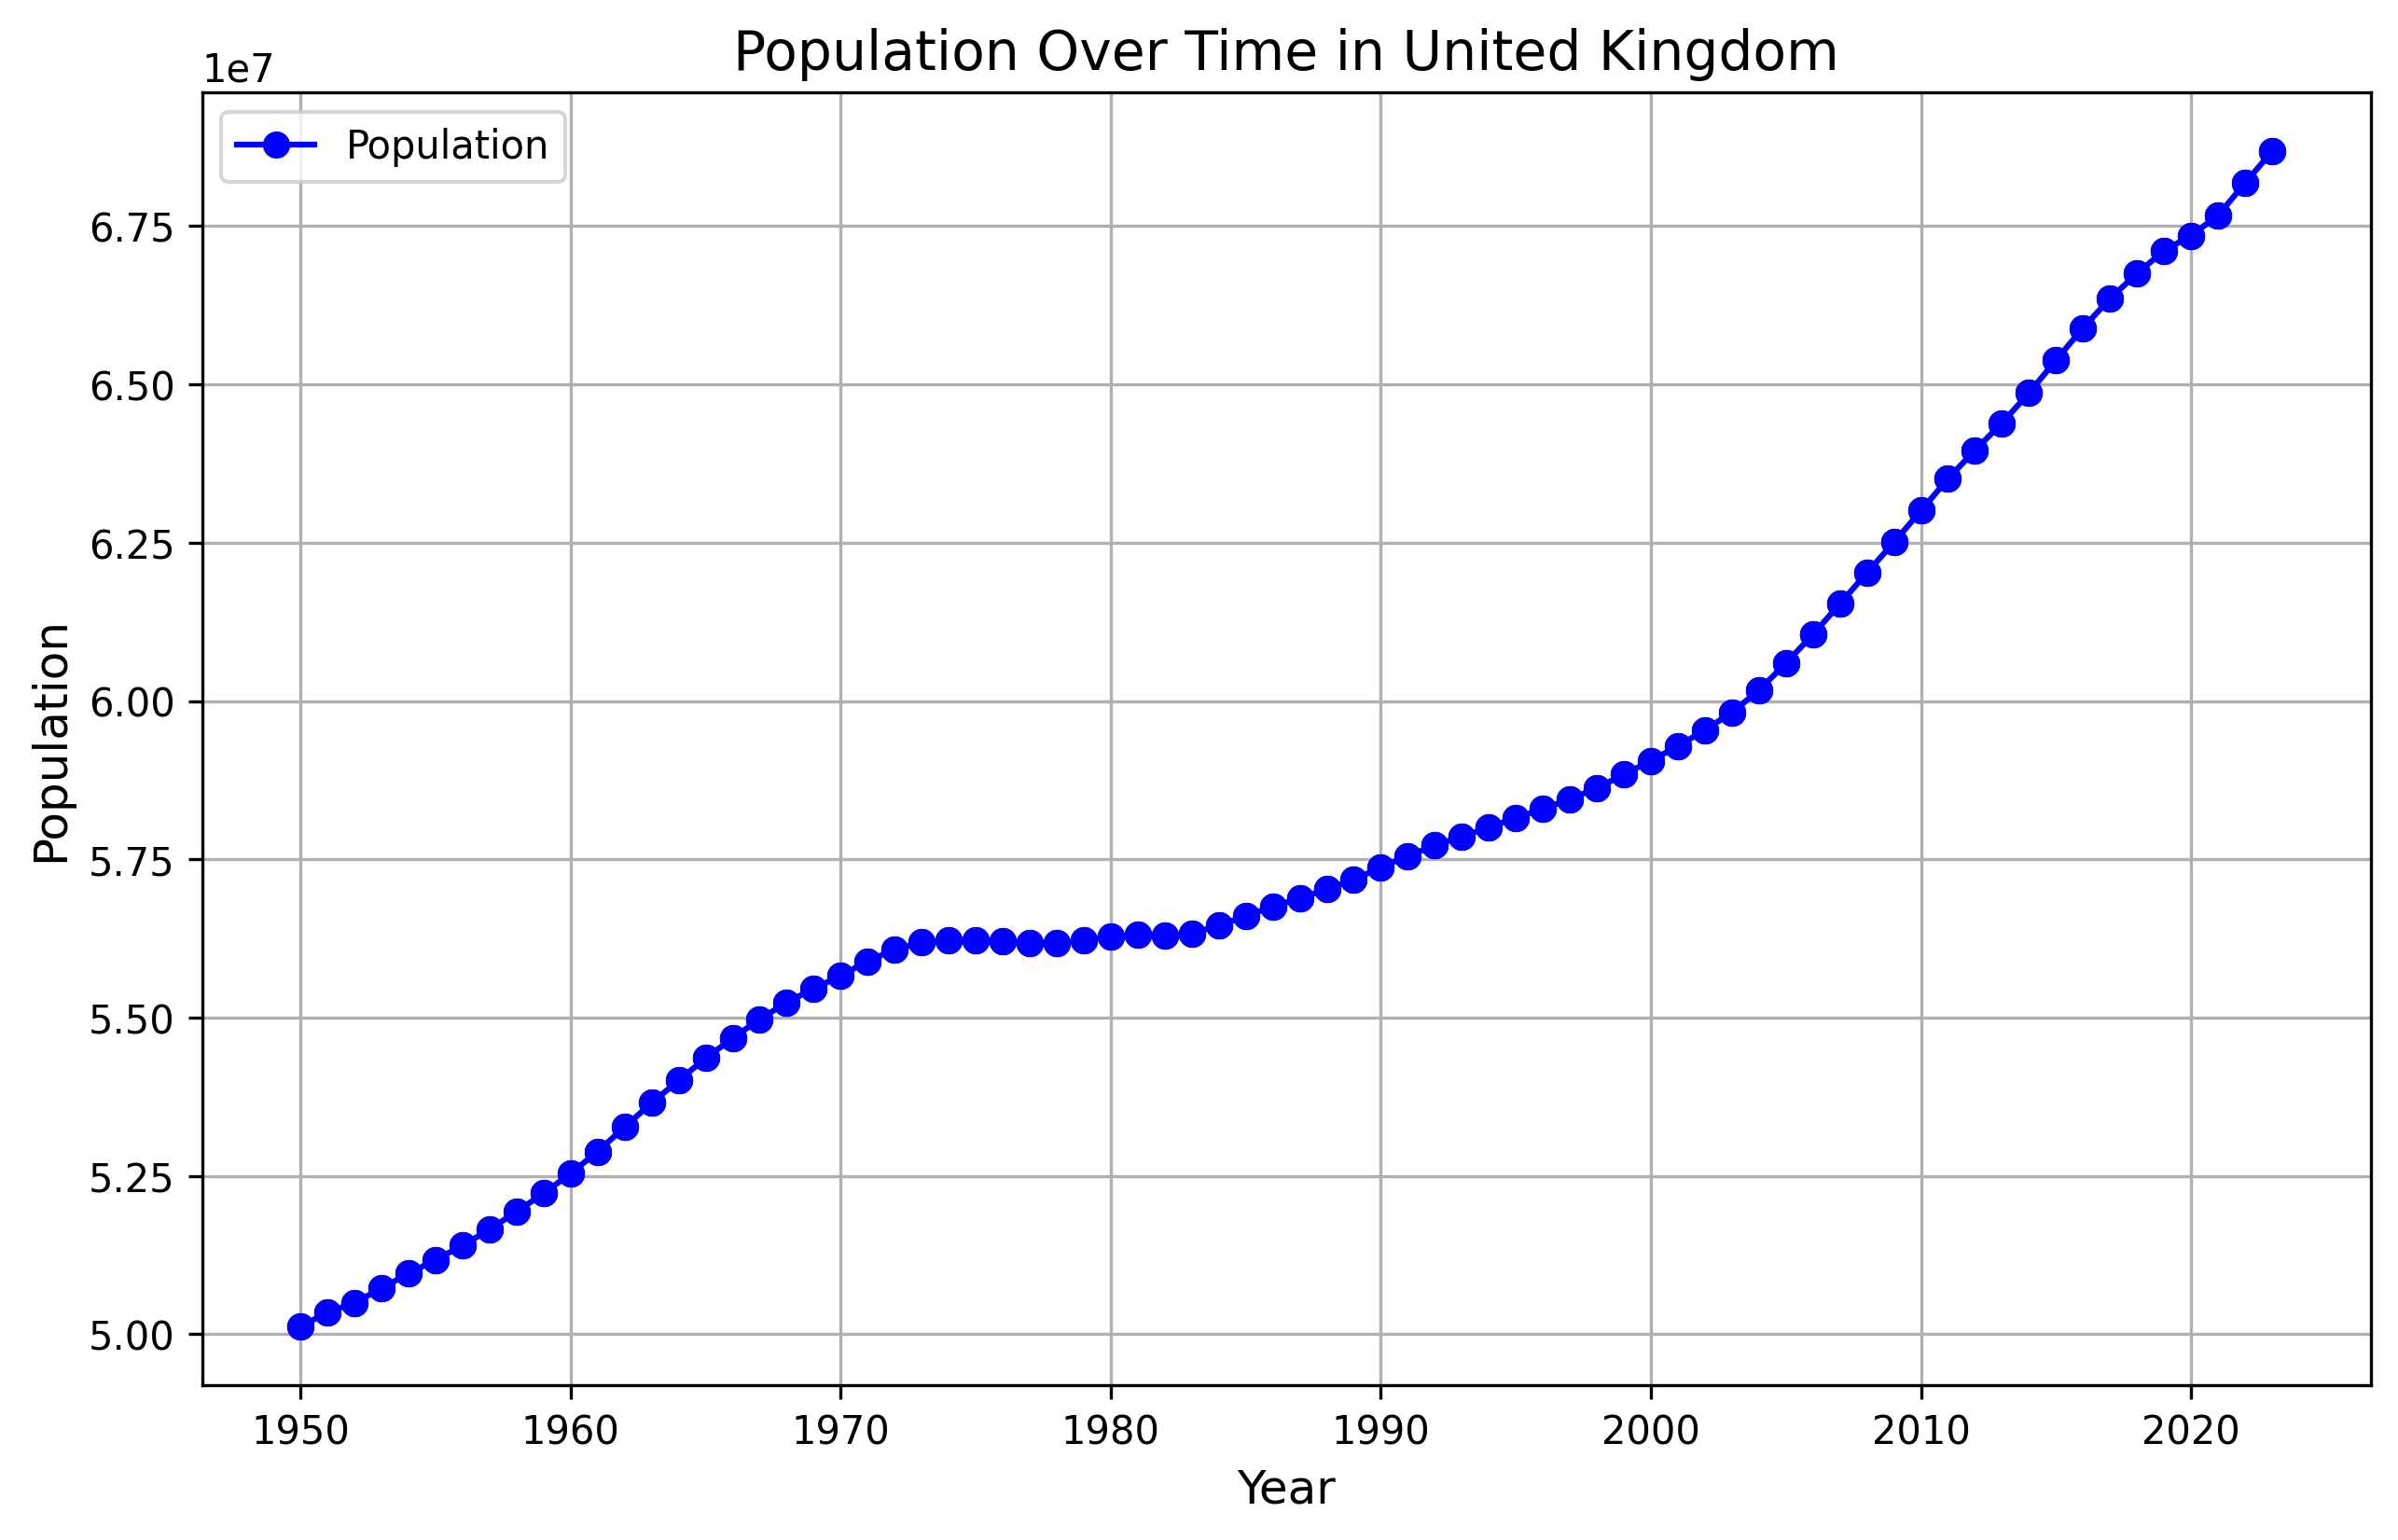 Population Over Time in United Kingdom
1e7
Population
6.75
6.50
6.25
6.00
5.75
5.50
5.25
5.00
Population
1950 1960 1970 1980 1990 2000 2010 2020
Year